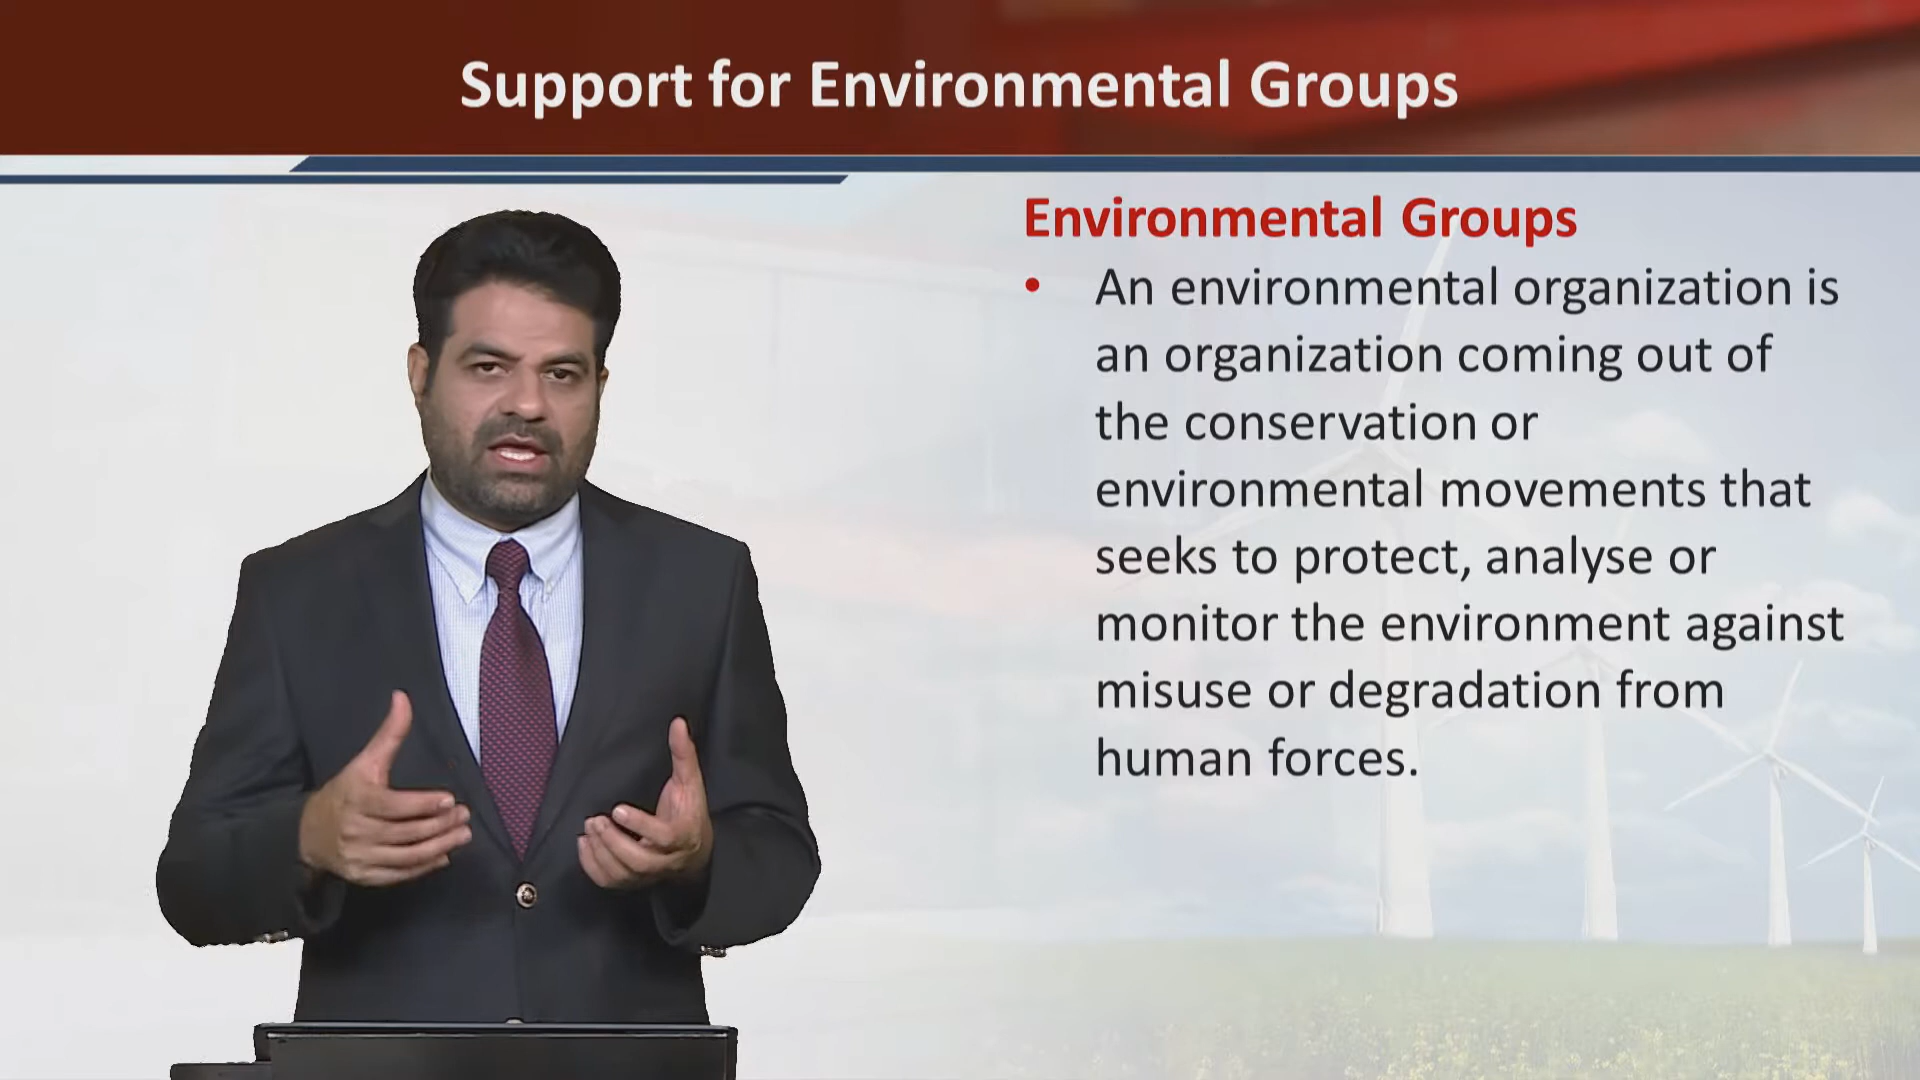 Support for Environmental Groups
Environmental Groups
• An environmental organization is
an organization coming out of
the conservation or
environmental movements that
seeks to protect, analyse or
monitor the environment against
misuse or degradation from
human forces.